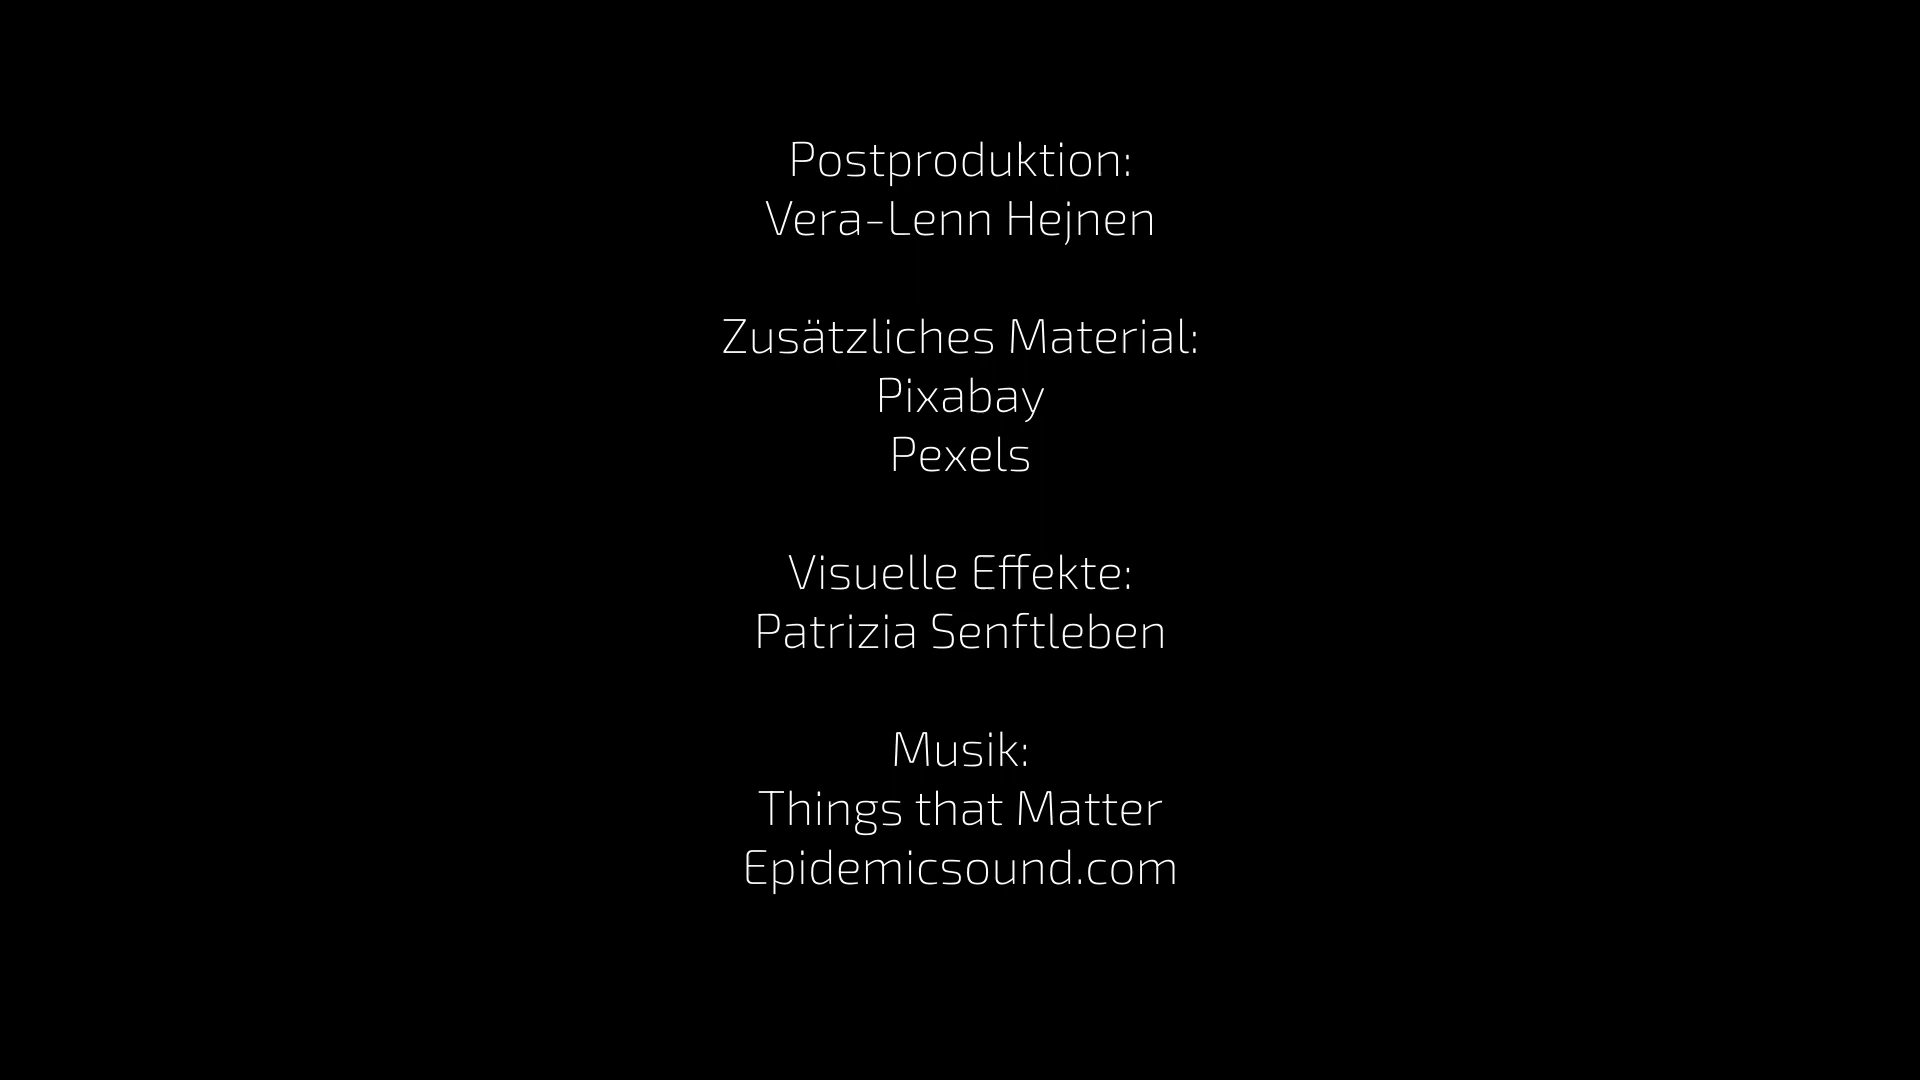 Postproduktion:
Vera-Lenn Hejnen
Zusätzliches Material:
Pixabay
Pexels
Visuelle Effekte:
Patrizia Senftleben
Musik:
Things that Matter
Epidemicsound.com